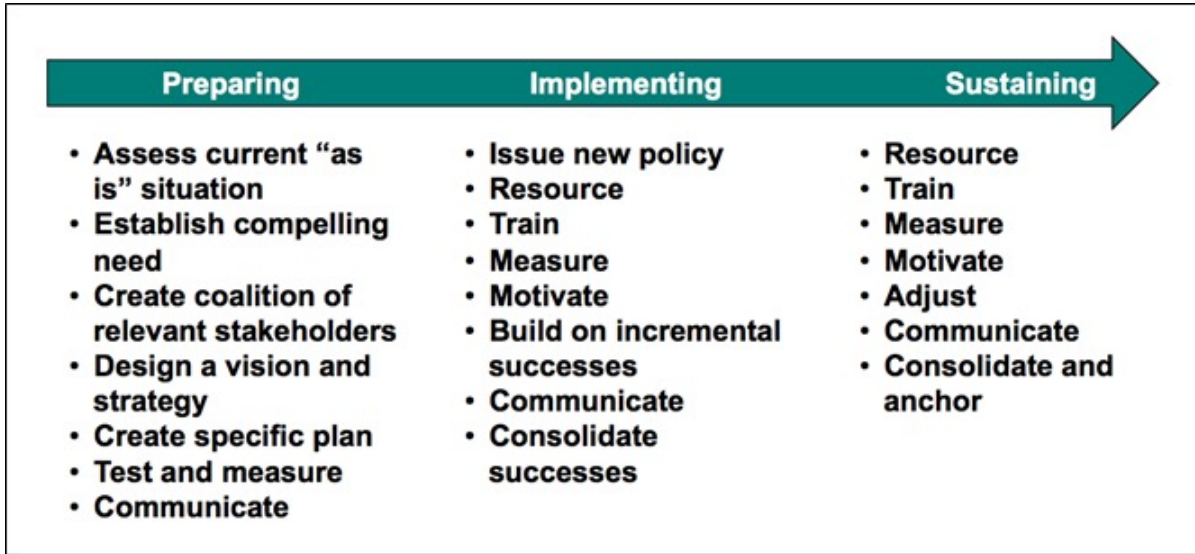 Preparing
Implementing
Sustaining
• Assess current “as
is” situation
• Establish compelling
need
• Create coalition of
relevant stakeholders
• Design a vision and
strategy
• Create specific plan
• Test and measure
• Communicate
• Issue new policy
• Resource
• Train
• Measure
• Motivate
• Build on incremental
successes
• Communicate
• Consolidate
successes
• Resource
• Train
• Measure
• Motivate
• Adjust
• Communicate
• Consolidate and
anchor